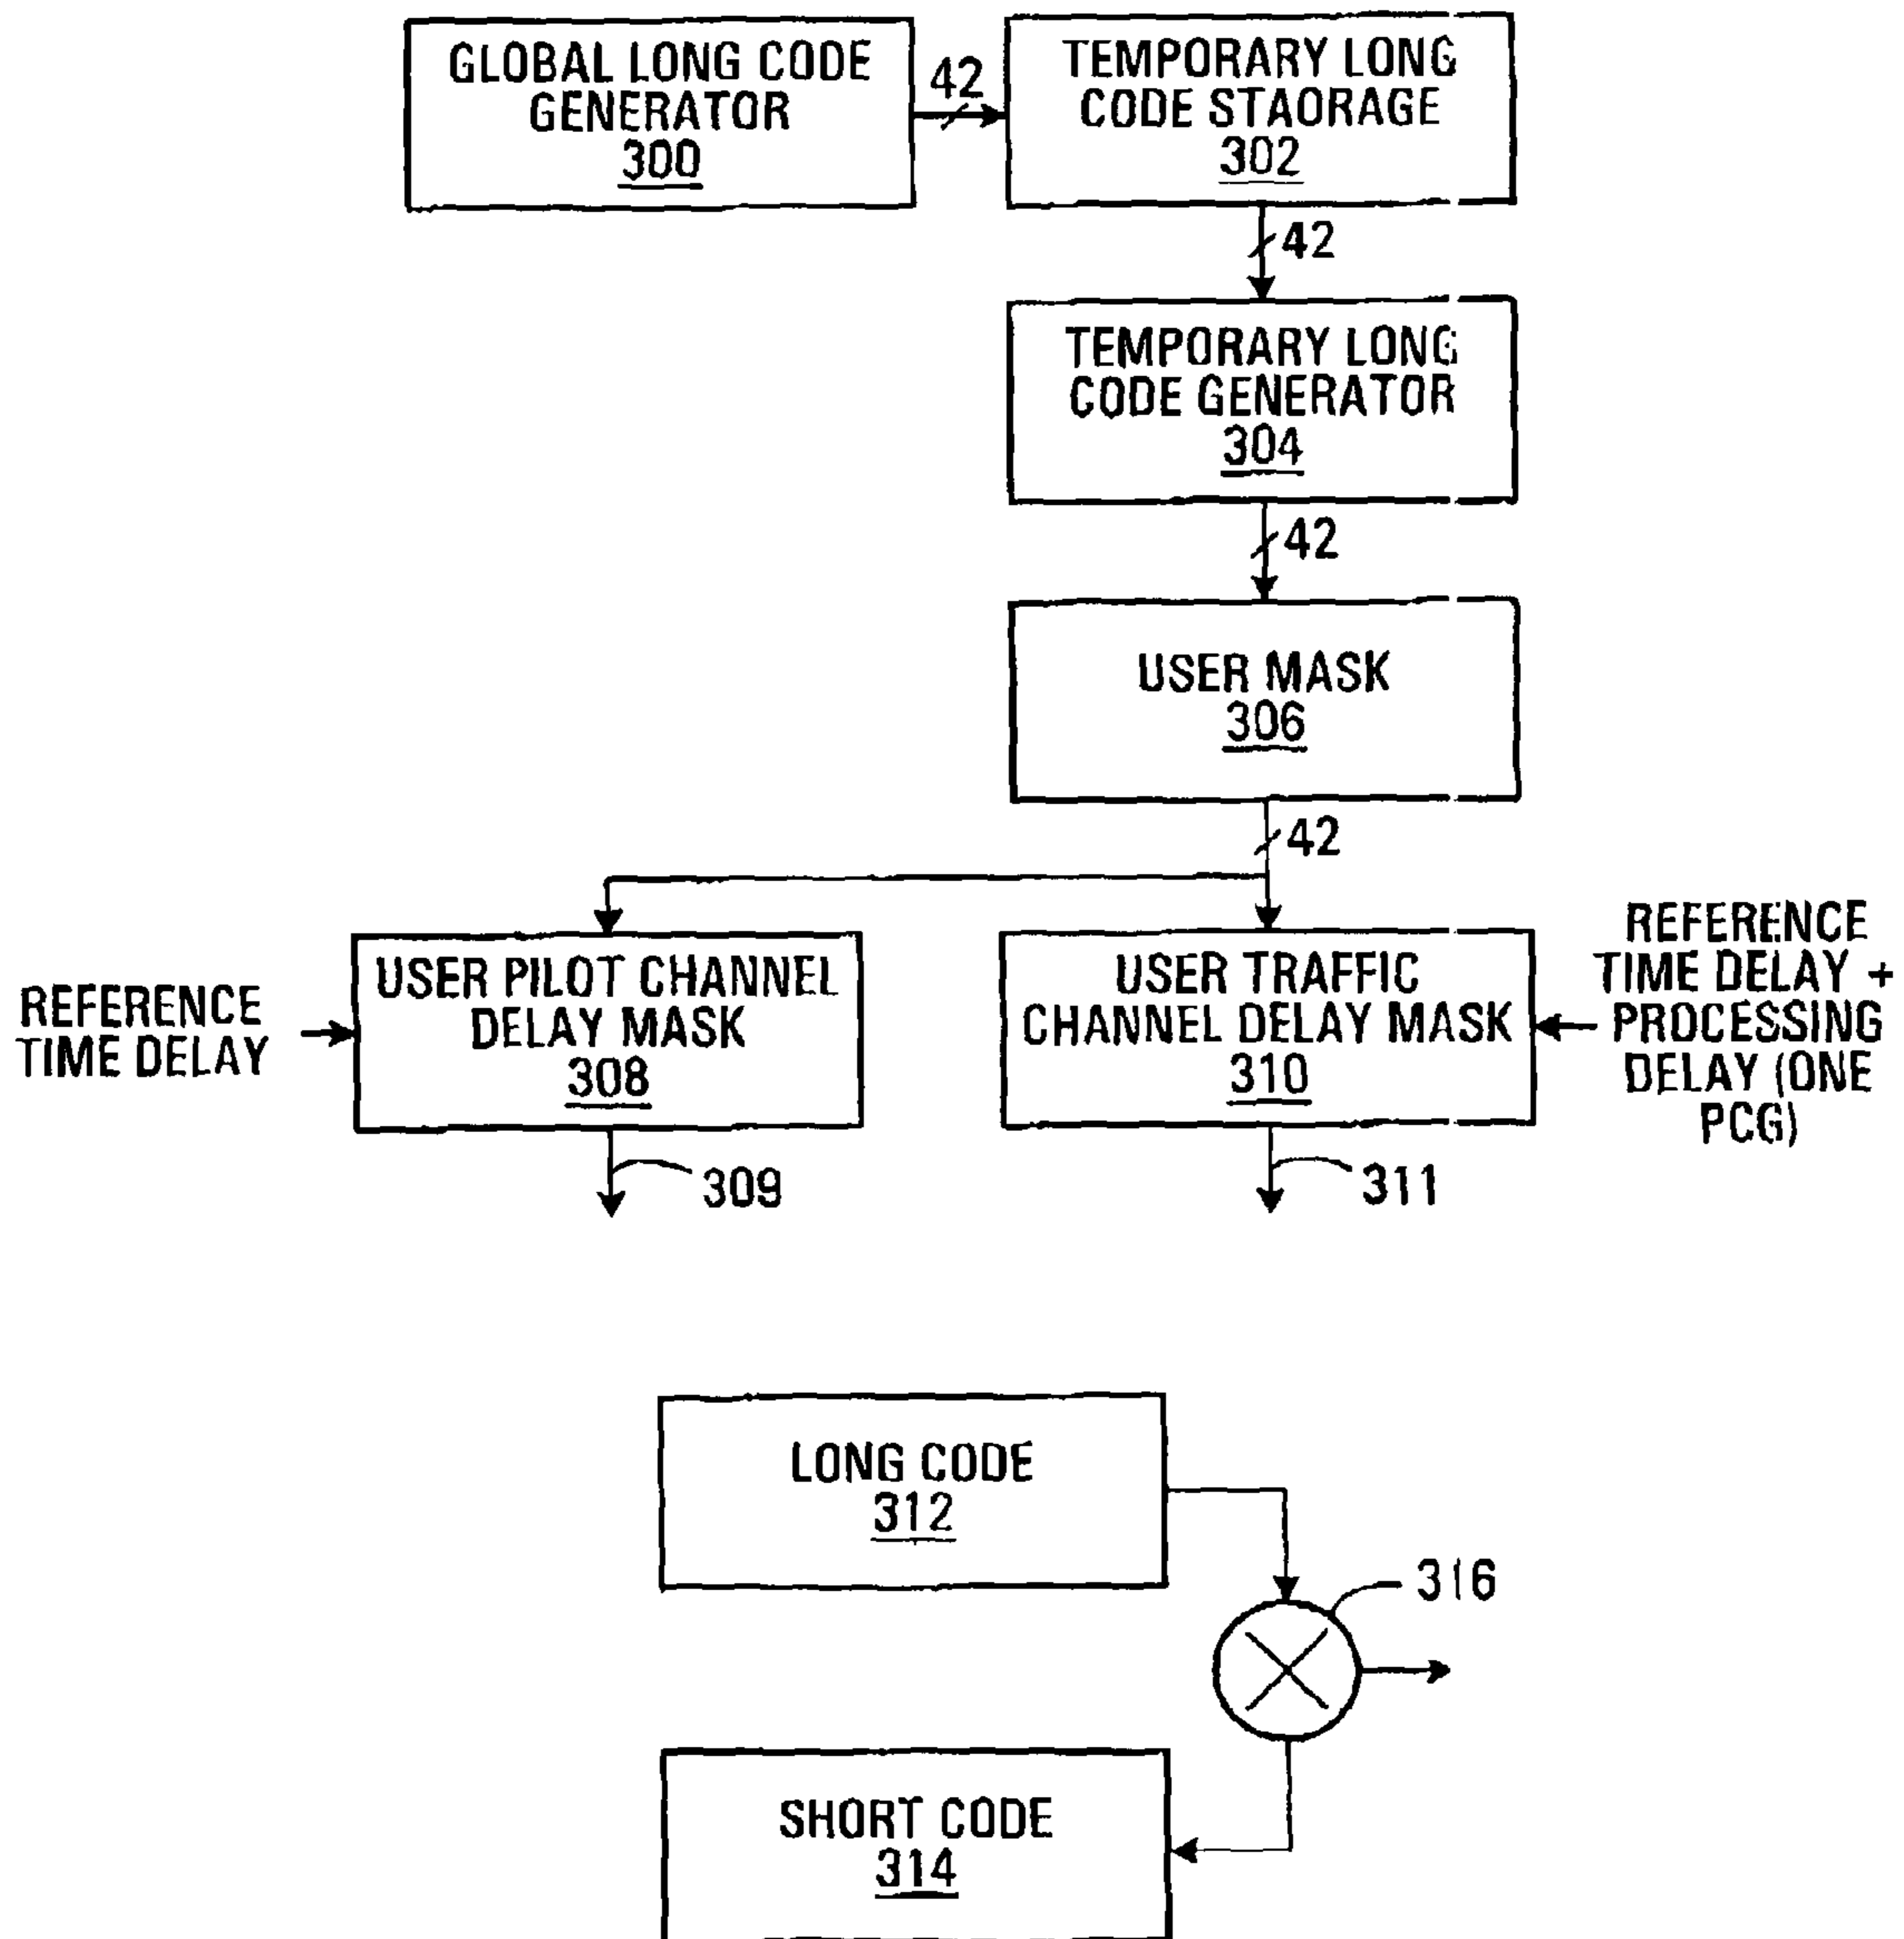 GLOBAL LONG CODE
GENERATOR
300
42
TEMPORARY LONG
CODE STAORAGE
302
42
TEMPORARY LONG
CODE GENERATOR
304
42
USER MASK
306
42
REFERENCE
TIME DELAY
USER PILOT CHANNEL
DELAY MASK
308
USER TRAFFIC
CHANNEL DELAY MASK
310
REFERENCE
TIME DELAY +
PROCESSING
DELAY (ONE
PCG)
309
311
LONG CODE
312
316
SHORT CODE
314